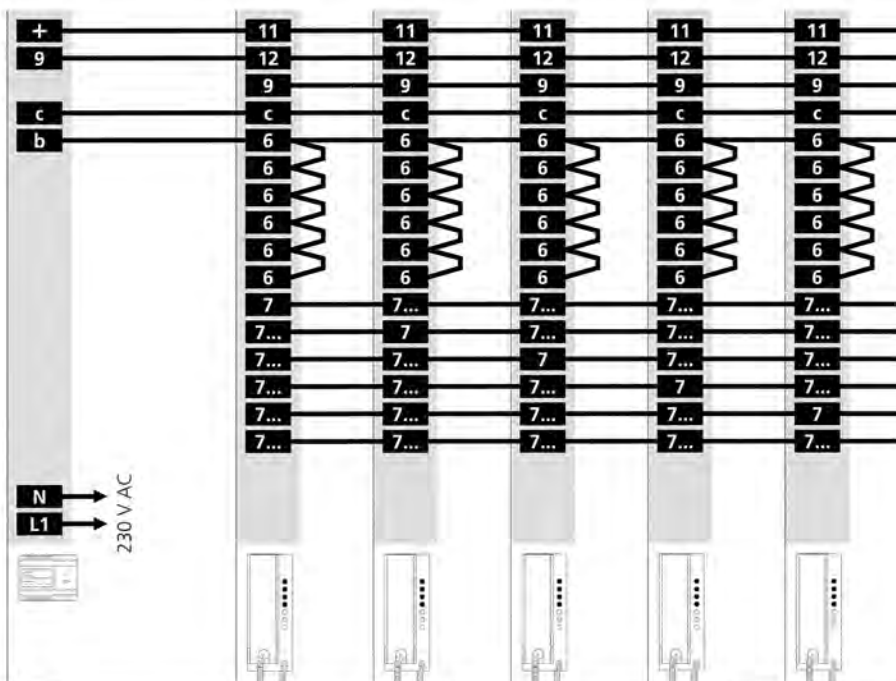 + 11 11 11 11 11
9 12 12 12 12 12
9 9 9 9 9
c c c c c c
b 6 6 6 6 6
6 6 6 6 6
6 6 6 6 6
6 6 6 6 6
6 6 6 6 6
6 6 6 6 6
7 7... 7... 7... 7...
7... 7 7... 7... 7...
7... 7... 7 7... 7...
7... 7... 7... 7 7...
7... 7... 7... 7... 7
7... 7... 7... 7... 7...
N
L1
230 V AC